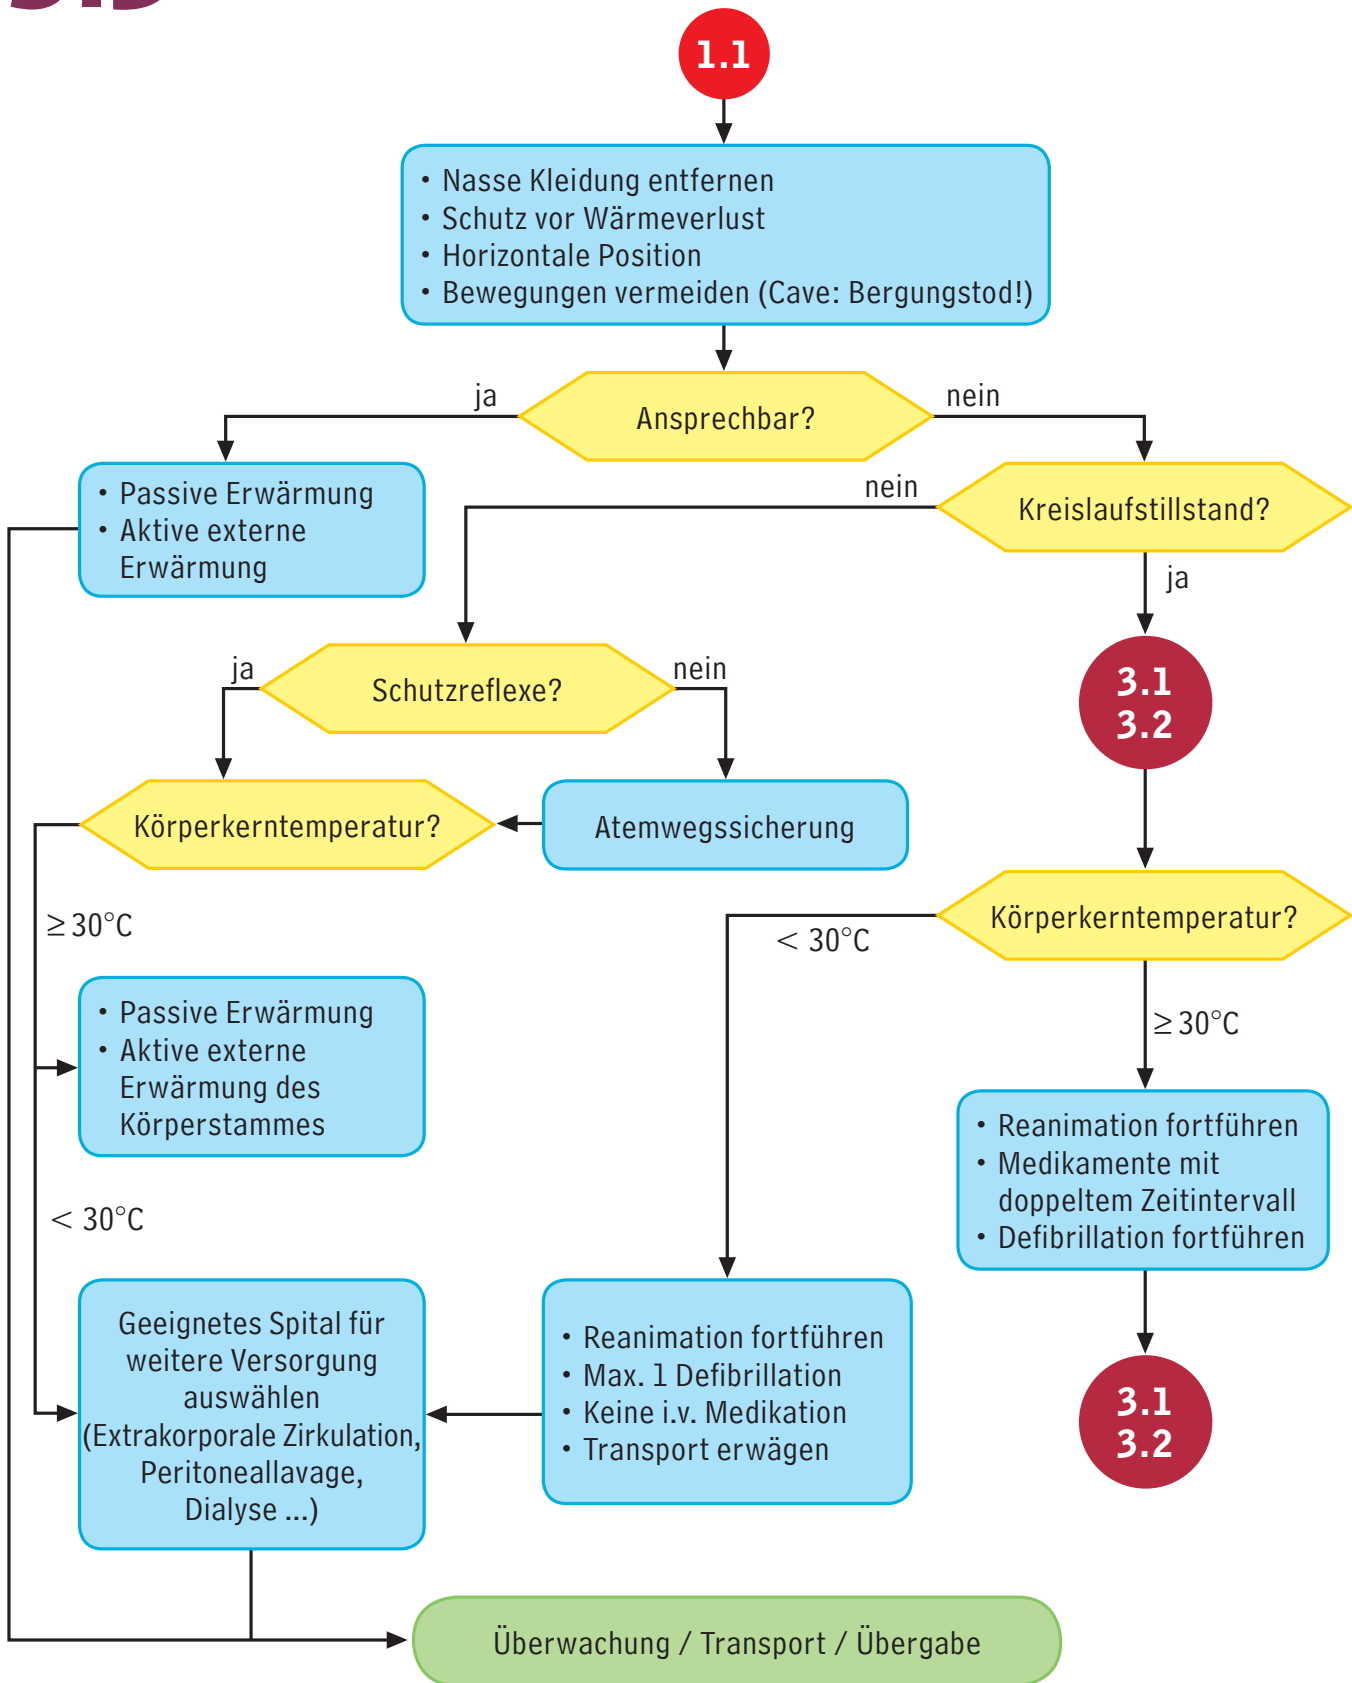 1.1
• Nasse Kleidung entfernen
• Schutz vor Wärmeverlust
• Horizontale Position
• Bewegungen vermeiden (Cave: Bergungstod!)
ja
Ansprechbar?
nein
• Passive Erwärmung
• Aktive externe
Erwärmung
nein
Kreislaufstillstand?
ja
ja
Schutzreflexe?
nein
3.1
3.2
Körperkerntemperatur?
Atemwegssicherung
≥ 30°C
Körperkerntemperatur?
< 30°C
≥ 30°C
• Passive Erwärmung
• Aktive externe
Erwärmung des
Körperstammes
• Reanimation fortführen
• Medikamente mit
doppeltem Zeitintervall
• Defibrillation fortführen
< 30°C
Geeignetes Spital für
weitere Versorgung
auswählen
(Extrakorporale Zirkulation,
Peritoneallavage,
Dialyse ...)
• Reanimation fortführen
• Max. 1 Defibrillation
• Keine i.v. Medikation
• Transport erwägen
3.1
3.2
Überwachung / Transport / Übergabe